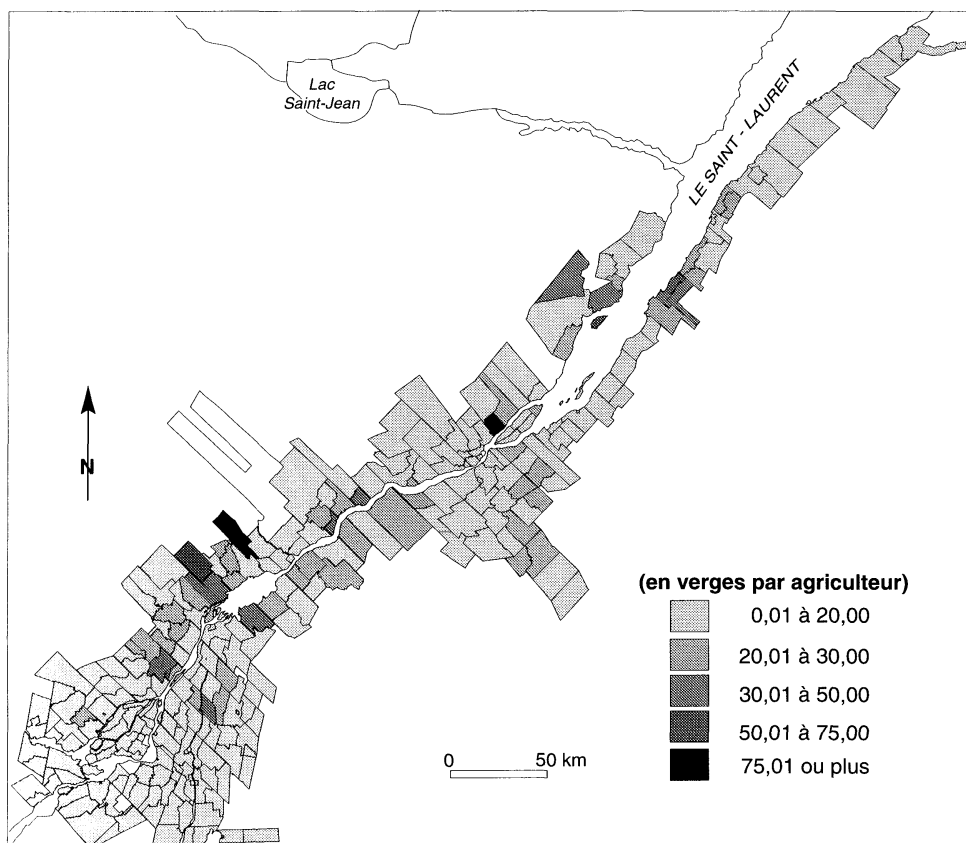 Lac
Saint-Jean
LE SAINT - LAURENT
N
(en verges par agriculteur)
0,01 à 20,00
20,01 à 30,00
30,01 à 50,00
50,01 à 75,00
75,01 ou plus
0 50 km